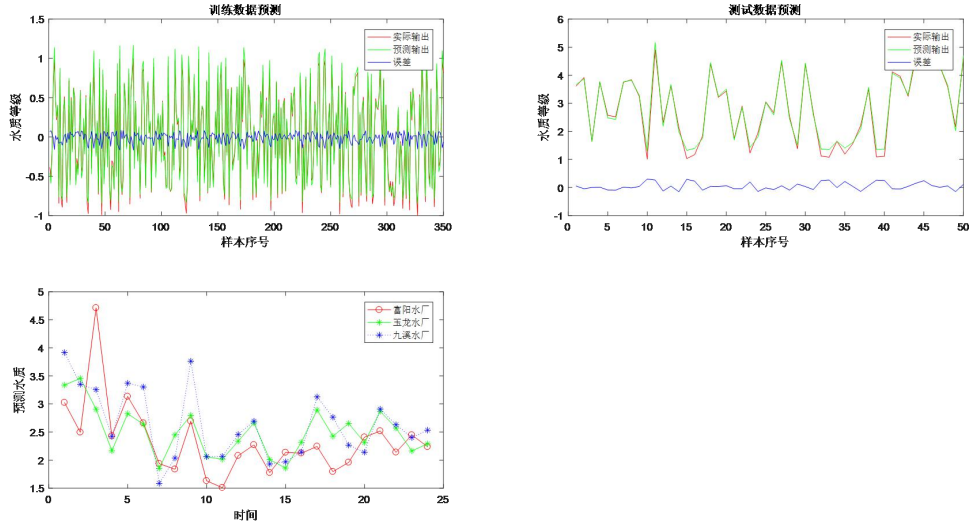 训练数据预测
1.5
1
0.5
0
-0.5
-1
水质等级
实际输出
预测输出
误差
0 50 100 150 200 250 300 350
样本序号
测试数据预测
6
5
4
3
2
1
0
-1
水质等级
实际输出
预测输出
误差
0 5 10 15 20 25 30 35 40 45 50
样本序号
5
4.5
4
3.5
3
2.5
2
1.5
预测水质
富阳水厂
玉龙水厂
九溪水厂
0 5 10 15 20 25
时间